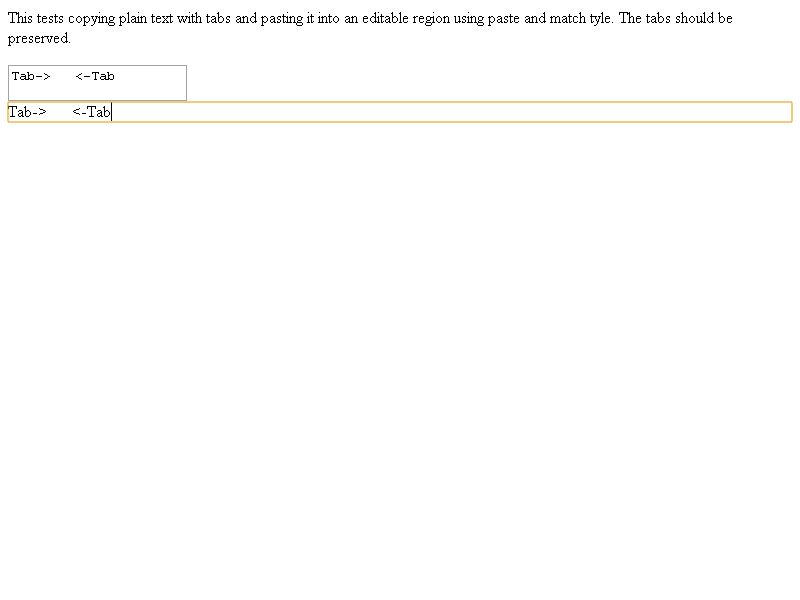 This tests copying plain text with tabs and pasting it into an editable region using paste and match tyle. The tabs should be
preserved.
Tab->	<-Tab
Tab->	<-Tab